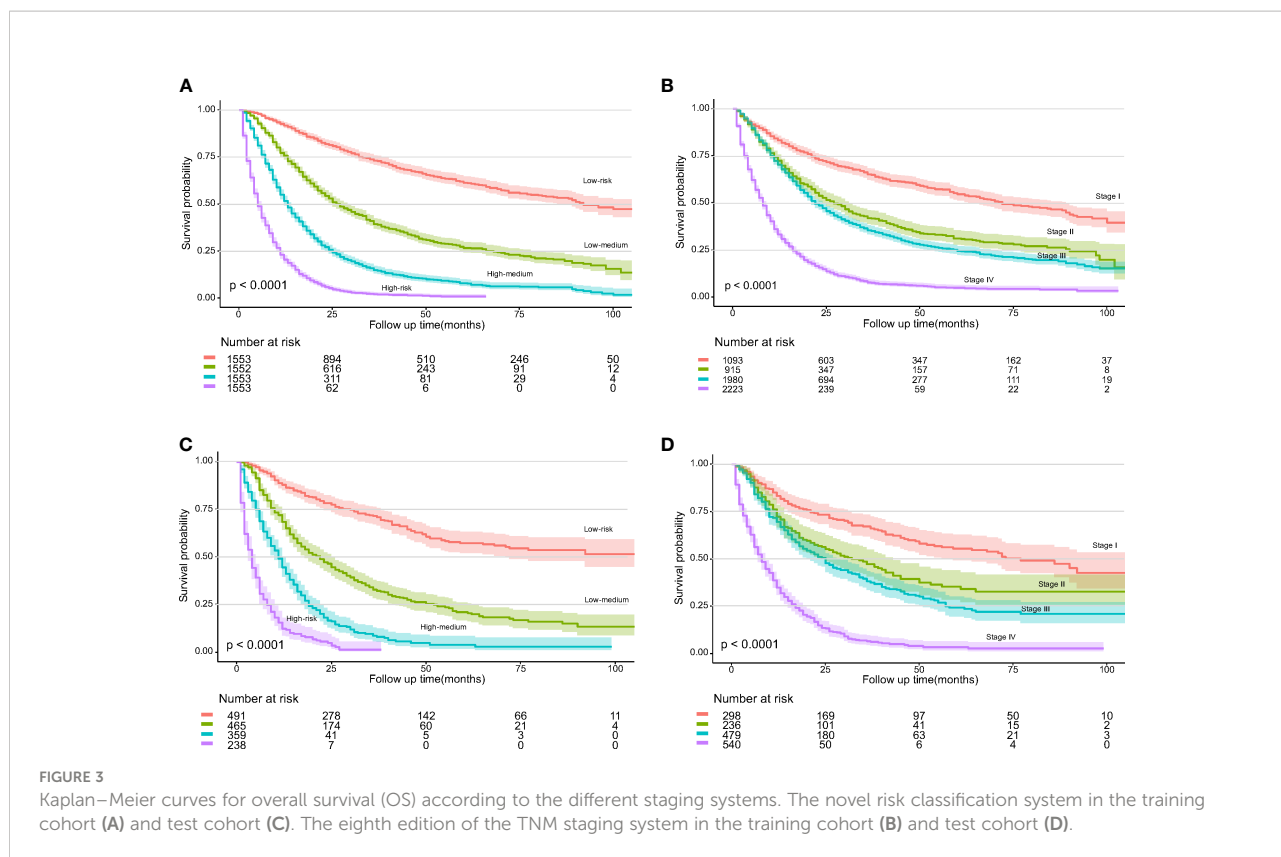 A
Survival probability
1.00
0.75
0.50
0.25
0.00
Low-risk
Low-medium
High-medium
High-risk
p < 0.0001
0 25 50 75 100
Follow up time(months)
Number at risk
1553 894 510 246 50
1552 616 243 91 12
1553 311 81 29 4
1553 62 6 0 0
B
Survival probability
1.00
0.75
0.50
0.25
0.00
Stage I
Stage II
Stage III
Stage IV
p < 0.0001
0 25 50 75 100
Follow up time(months)
Number at risk
1093 603 347 162 37
915 347 157 71 8
1980 694 277 111 19
2223 239 59 22 2
C
Survival probability
1.00
0.75
0.50
0.25
0.00
Low-risk
Low-medium
High-risk
High-medium
p < 0.0001
0 25 50 75 100
Follow up time(months)
Number at risk
491 278 142 66 11
465 174 60 21 4
359 41 5 3 0
238 7 0 0 0
D
Survival probability
1.00
0.75
0.50
0.25
0.00
Stage I
Stage II
Stage III
Stage IV
p < 0.0001
0 25 50 75 100
Follow up time(months)
Number at risk
298 169 97 50 10
236 101 41 15 2
479 180 63 21 3
540 50 6 4 0
FIGURE 3
Kaplan–Meier curves for overall survival (OS) according to the different staging systems. The novel risk classification system in the training
cohort (A) and test cohort (C). The eighth edition of the TNM staging system in the training cohort (B) and test cohort (D).